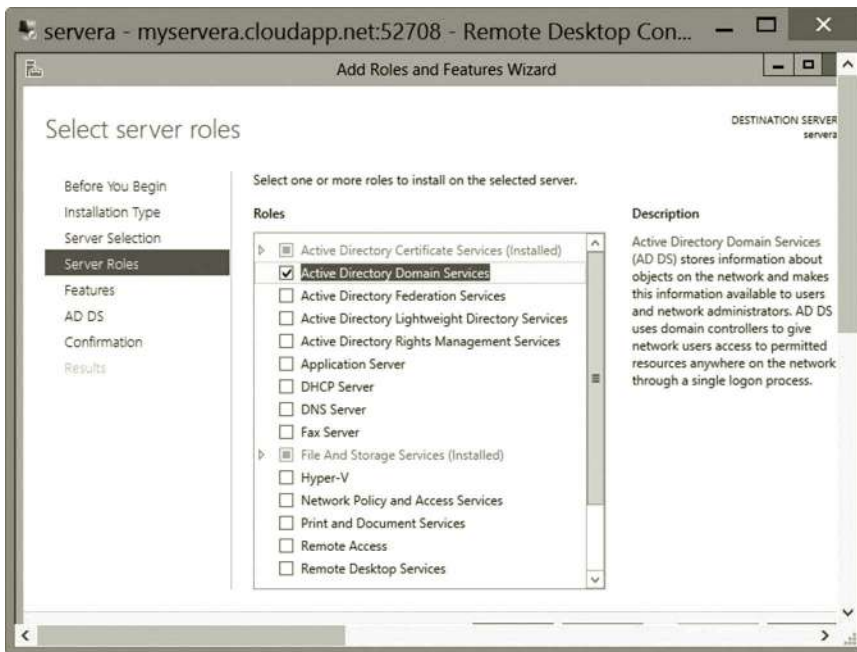 servera - myservera.cloudapp.net:52708 - Remote Desktop Con...
Add Roles and Features Wizard
Select server roles
DESTINATION SERVER
servera
Before You Begin
Installation Type
Server Selection
Server Roles
Features
AD DS
Confirmation
Results
Select one or more roles to install on the selected server.
Roles
Active Directory Certificate Services (Installed)
Active Directory Domain Services
Active Directory Federation Services
Active Directory Lightweight Directory Services
Active Directory Rights Management Services
Application Server
DHCP Server
DNS Server
Fax Server
File And Storage Services (Installed)
Hyper-V
Network Policy and Access Services
Print and Document Services
Remote Access
Remote Desktop Services
Description
Active Directory Domain Services
(AD DS) stores information about
objects on the network and makes
this information available to users
and network administrators. AD DS
uses domain controllers to give
network users access to permitted
resources anywhere on the network
through a single logon process.